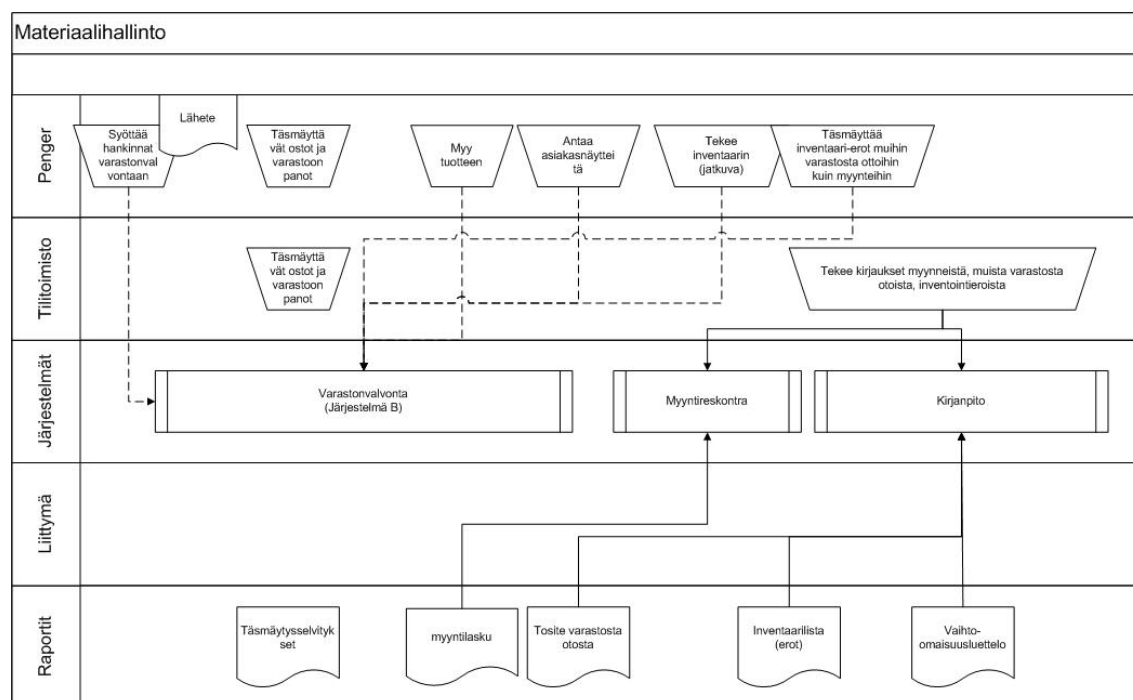 Materiaalihallinto
Penger
Syöttää
hankinnat
varastonval
vontaan
Lähete
Täsmäyttä
vät ostot ja
varastoon
panot
Myy
tuotteen
Antaa
asiakasnäyttei
tä
Tekee
inventaarin
(jatkuva)
Täsmäyttää
inventaari-erot muihin
varastosta ottoihin
kuin myynteihin
Tilitoimisto
Täsmäyttä
vät ostot ja
varastoon
panot
Tekee kirjaukset myynneistä, muista varastosta
otoista, inventointieroista
Järjestelmät
Varastonvalvonta
(Järjestelmä B)
Myyntireskontra
Kirjanpito
Liittymä
Raportit
Täsmäytysselvityk
set
myyntilasku
Tosite varastosta
otosta
Inventaarilista
(erot)
Vaihto-
omaisuusluettelo